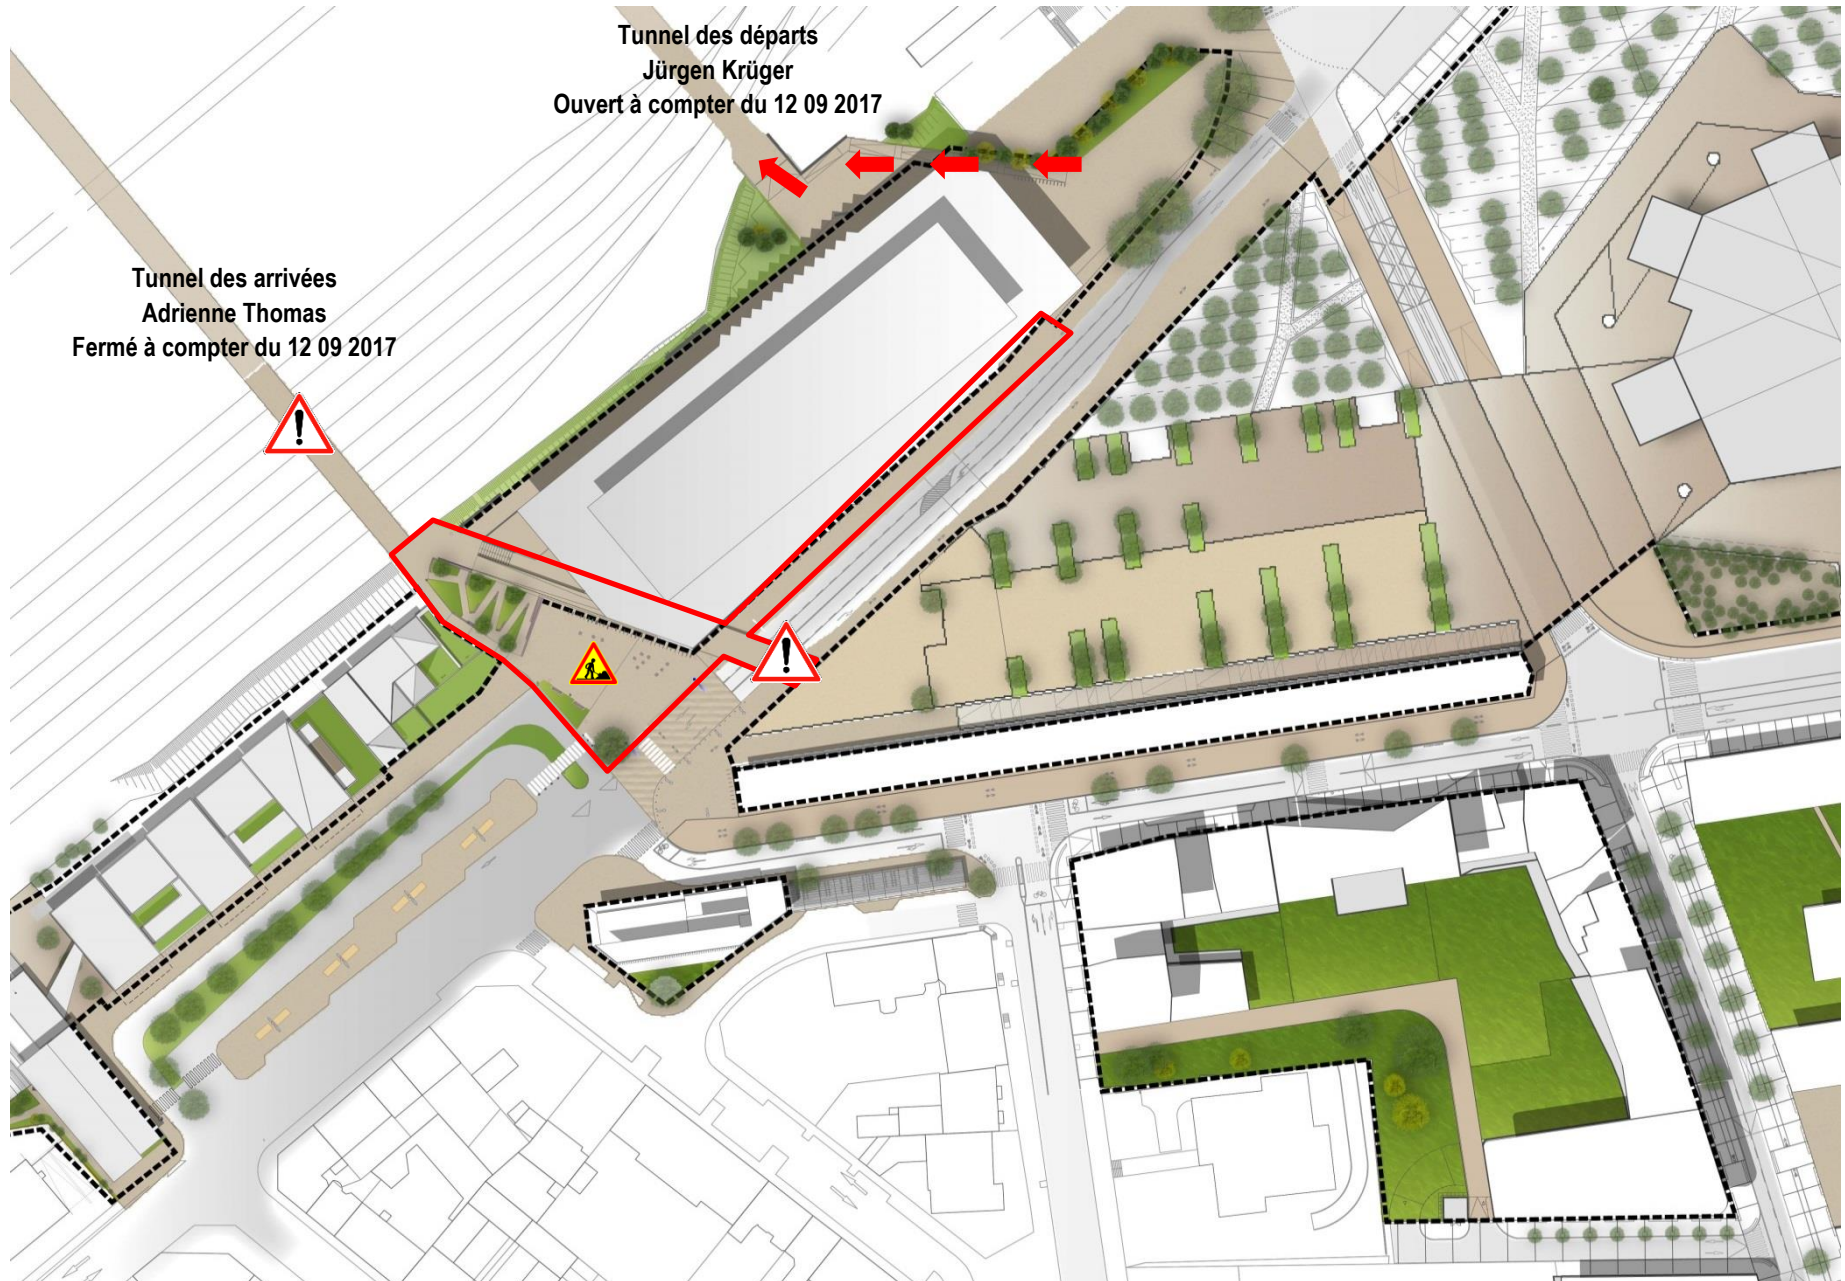 Tunnel des départs
Jürgen Krüger
Ouvert à compter du 12 09 2017
Tunnel des arrivées
Adrienne Thomas
Fermé à compter du 12 09 2017